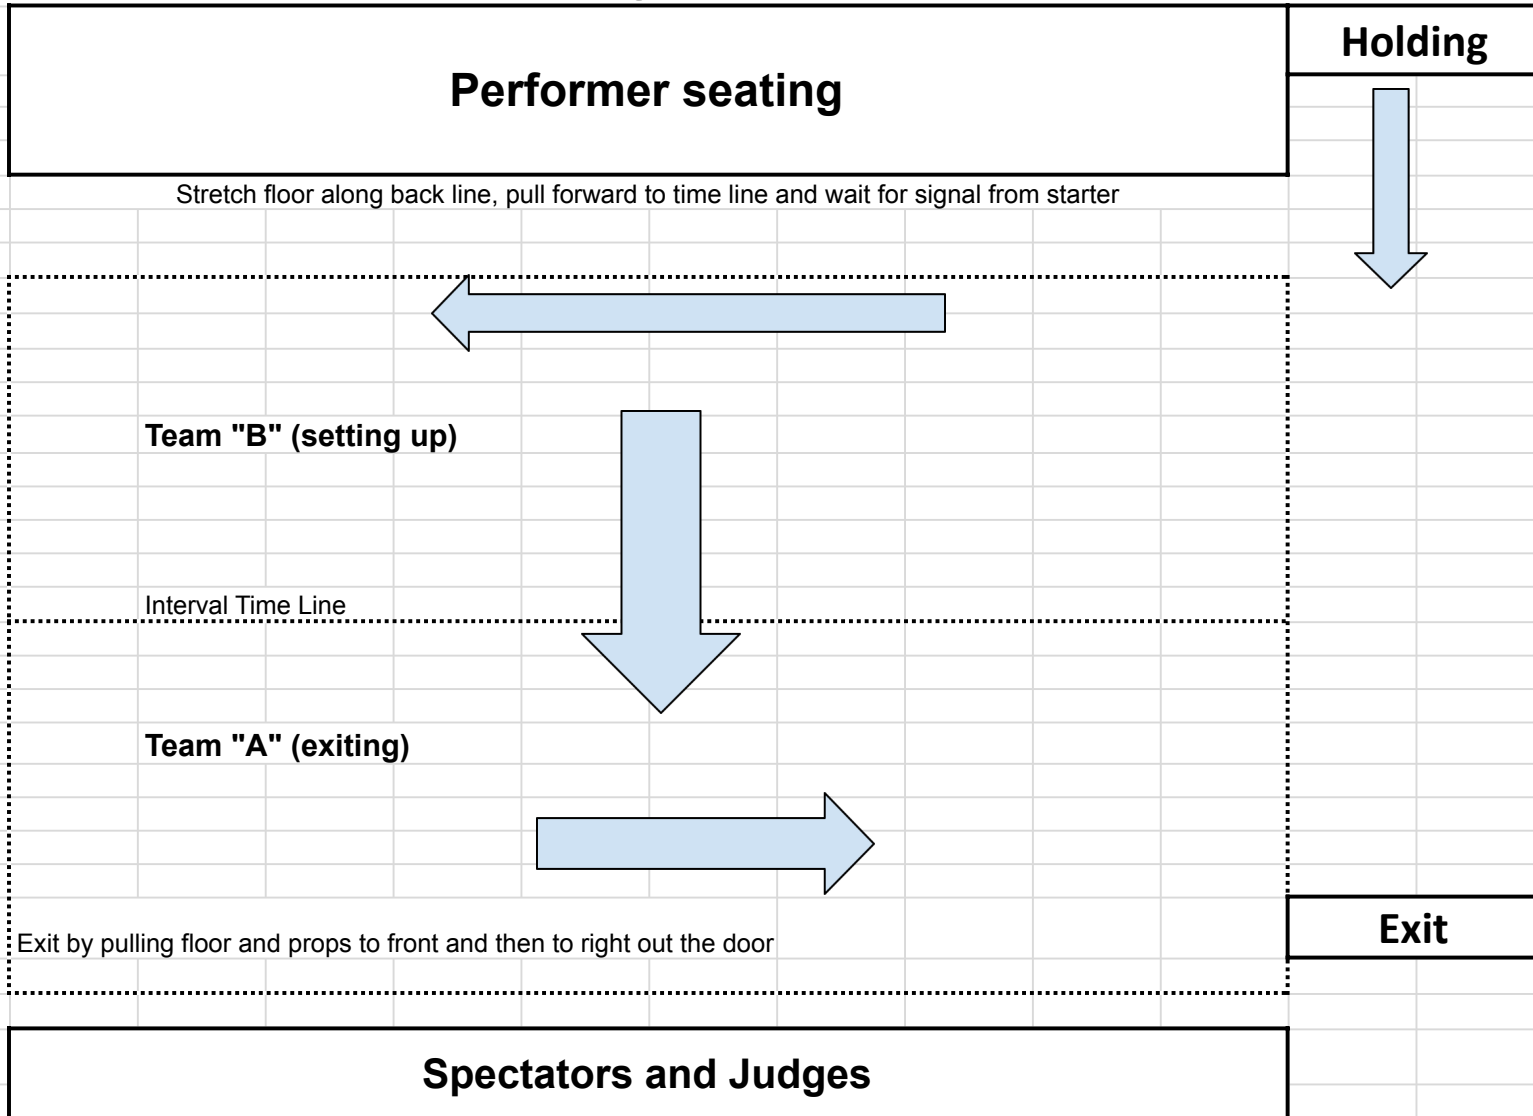 Holding
Performer seating
Stretch floor along back line, pull forward to time line and wait for signal from starter
Team "B" (setting up)
Interval Time Line
Team "A" (exiting)
Exit
Exit by pulling floor and props to front and then to right out the door
Spectators and Judges